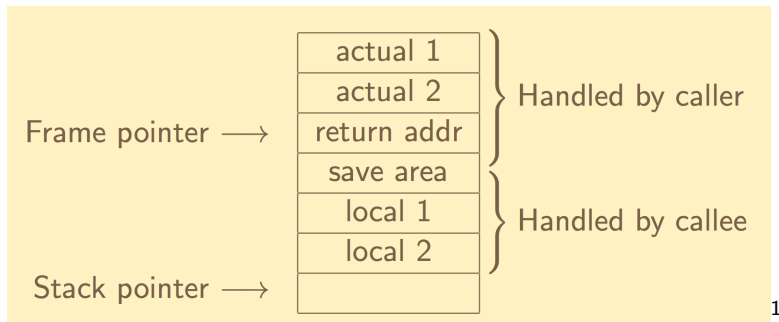 actual 1
actual 2
Handled by caller
Frame pointer → return addr
save area
local 1
Handled by callee
local 2
Stack pointer →
1